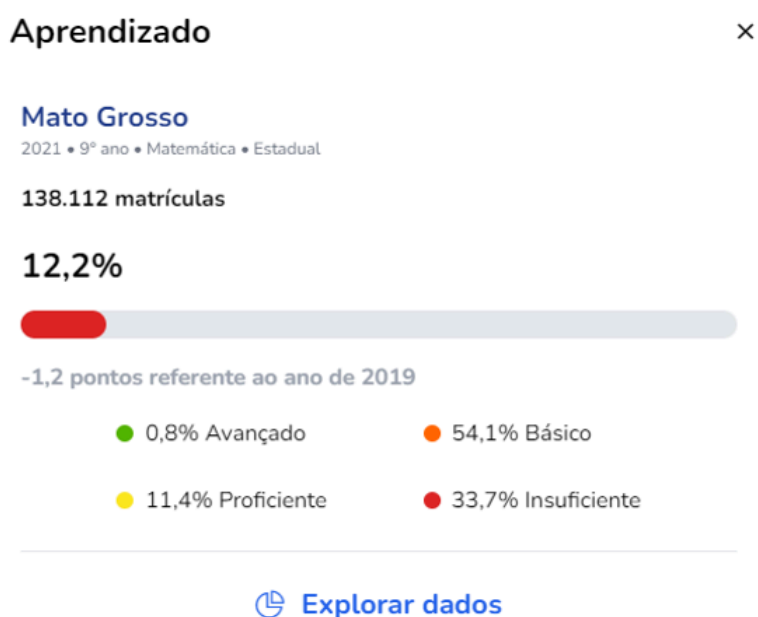 Aprendizado
Mato Grosso
2021 • 9° ano • Matemática • Estadual
138.112 matrículas
12,2%
-1,2 pontos referente ao ano de 2019
0,8% Avançado
54,1% Básico
11,4% Proficiente
33,7% Insuficiente
Explorar dados